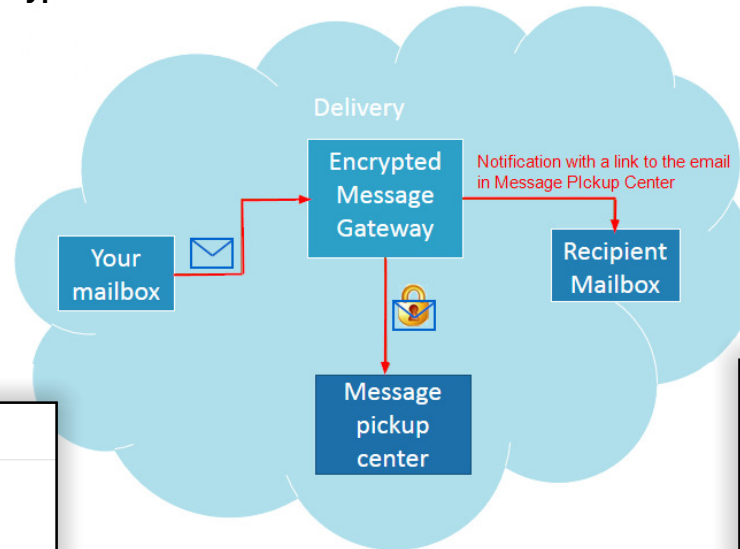 Delivery
Encrypted
Message
Gateway
Notification with a link to the email
in Message PIckup Center
Your
mailbox
Recipient
Mailbox
Message
pickup
center